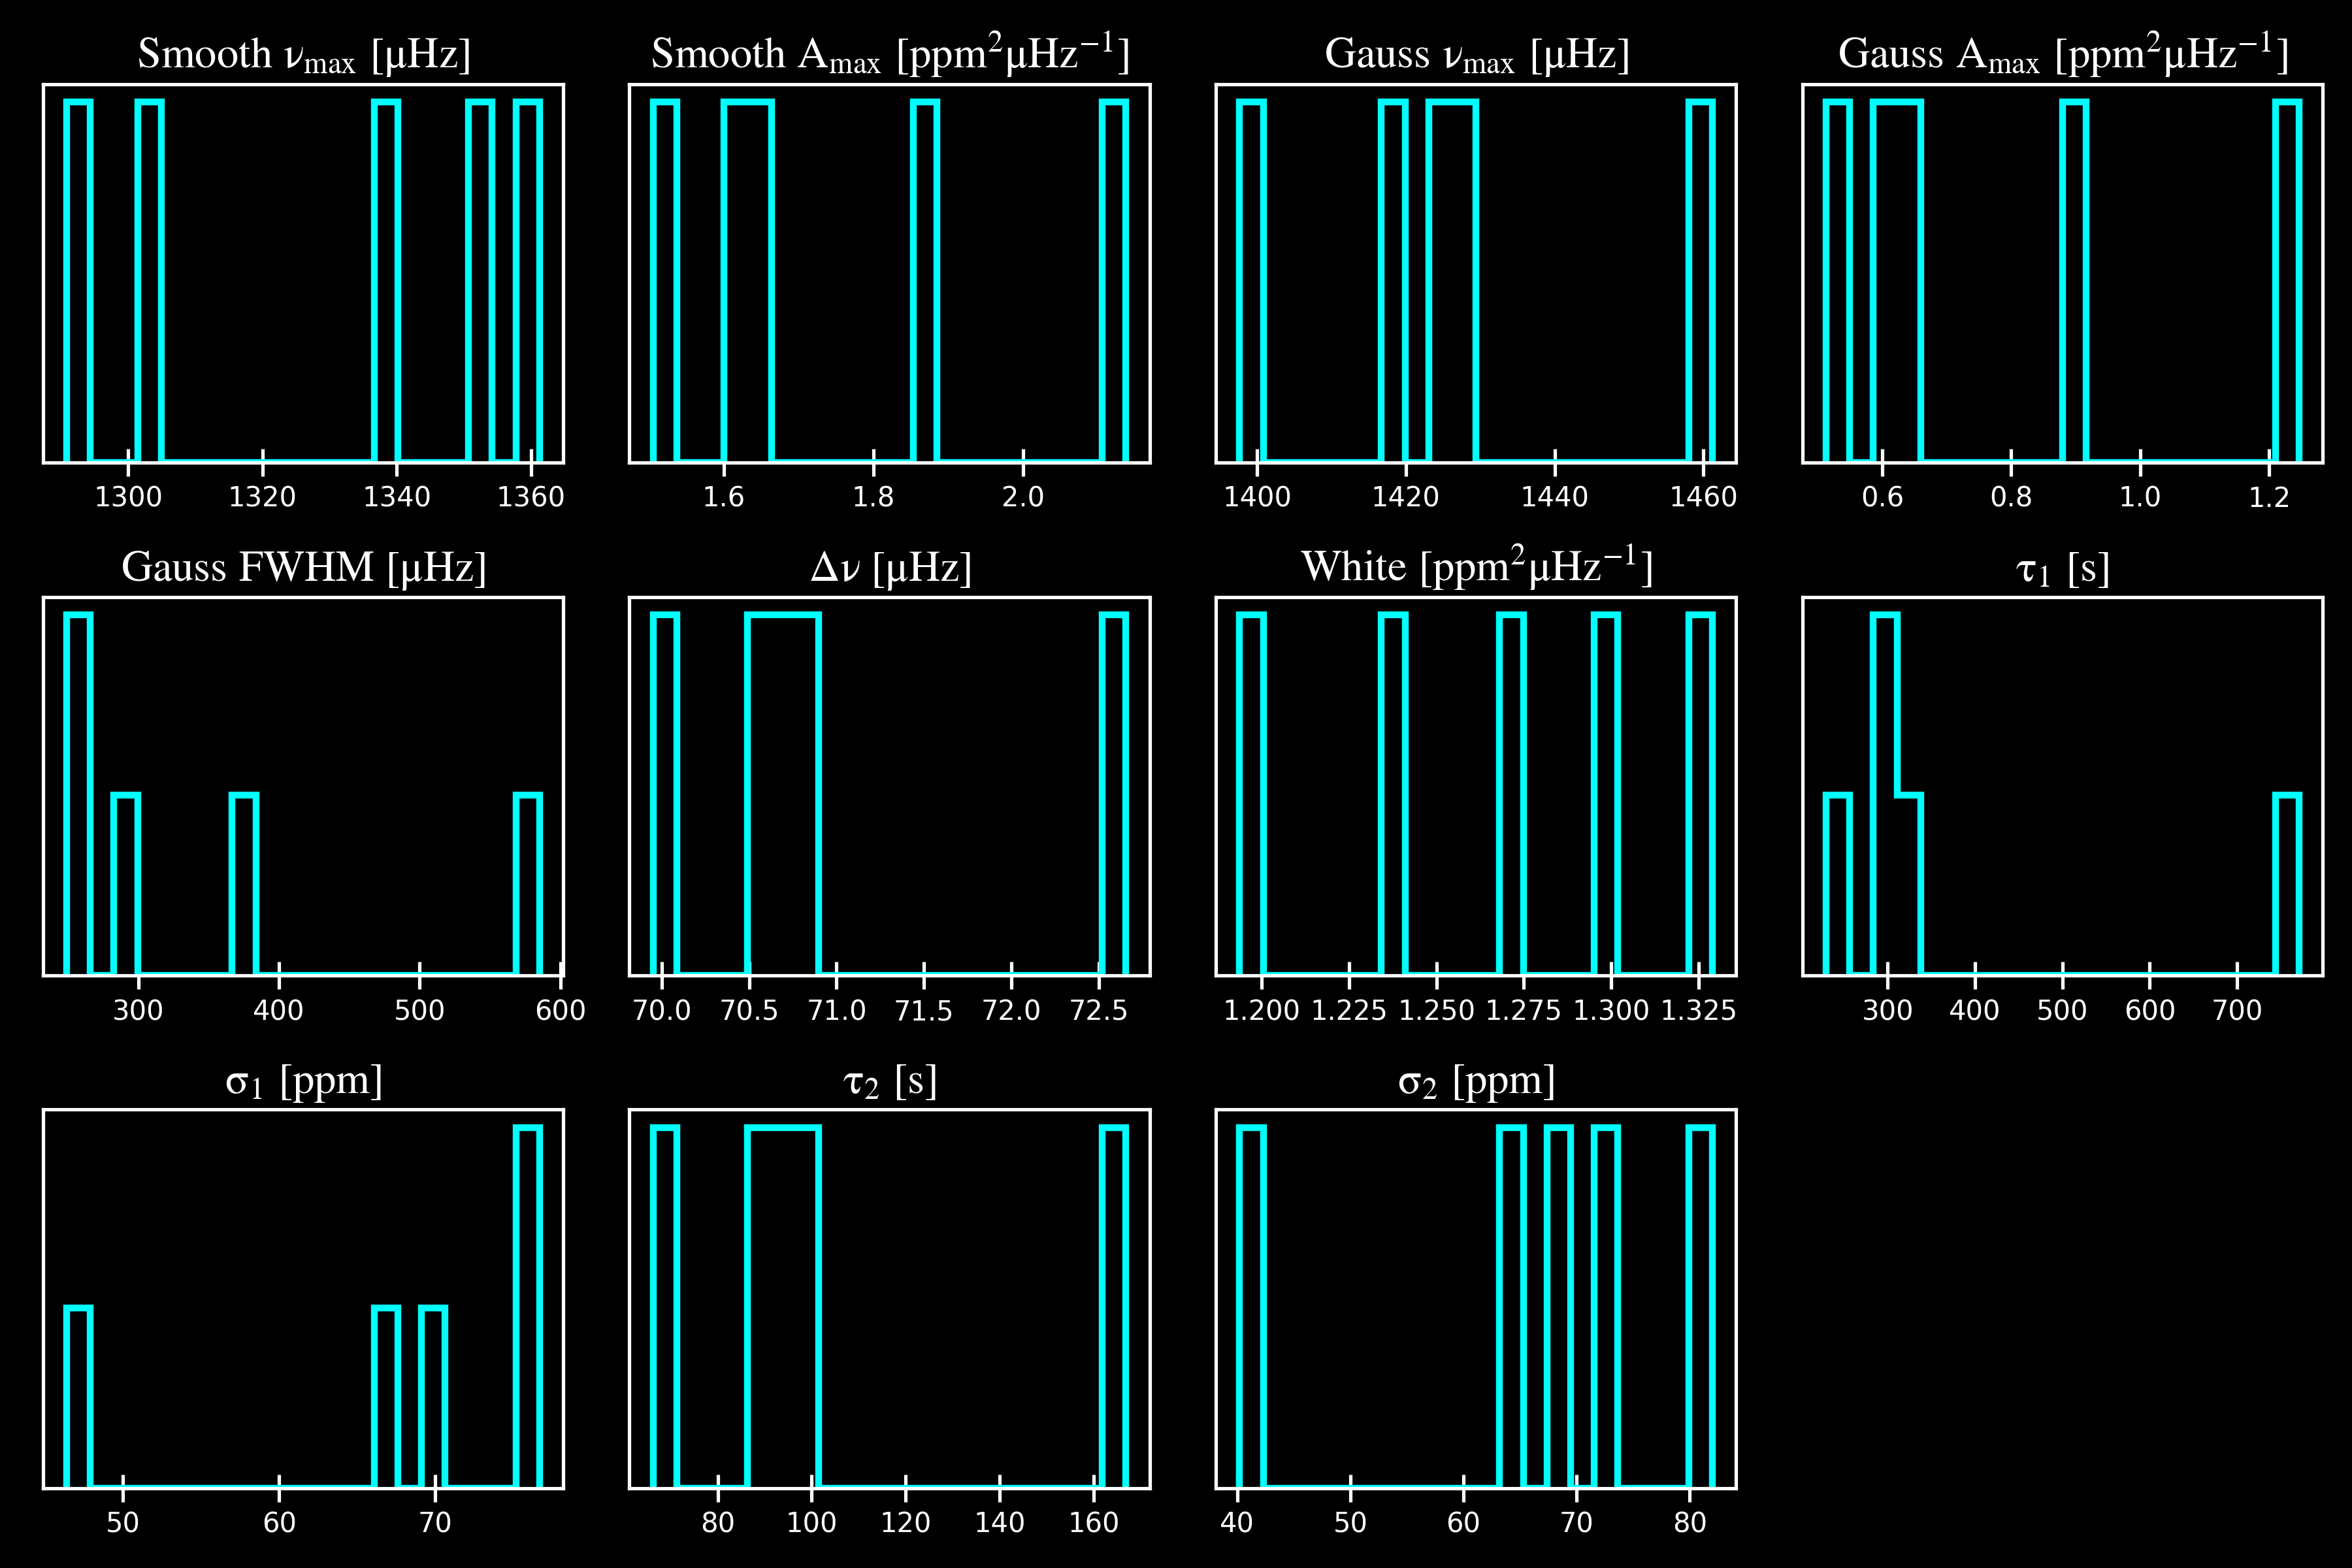 Smooth ν_max [μHz] Smooth A_max [ppm²μHz⁻¹] Gauss ν_max [μHz] Gauss A_max [ppm²μHz⁻¹]
1300 1320 1340 1360 1.6 1.8 2.0 1400 1420 1440 1460 0.6 0.8 1.0 1.2
Gauss FWHM [μHz] Δν [μHz] White [ppm²μHz⁻¹] τ₁ [s]
300 400 500 600 70.0 70.5 71.0 71.5 72.0 72.5 1.200 1.225 1.250 1.275 1.300 1.325 300 400 500 600 700
σ₁ [ppm] τ₂ [s] σ₂ [ppm]
50 60 70 80 100 120 140 160 40 50 60 70 80